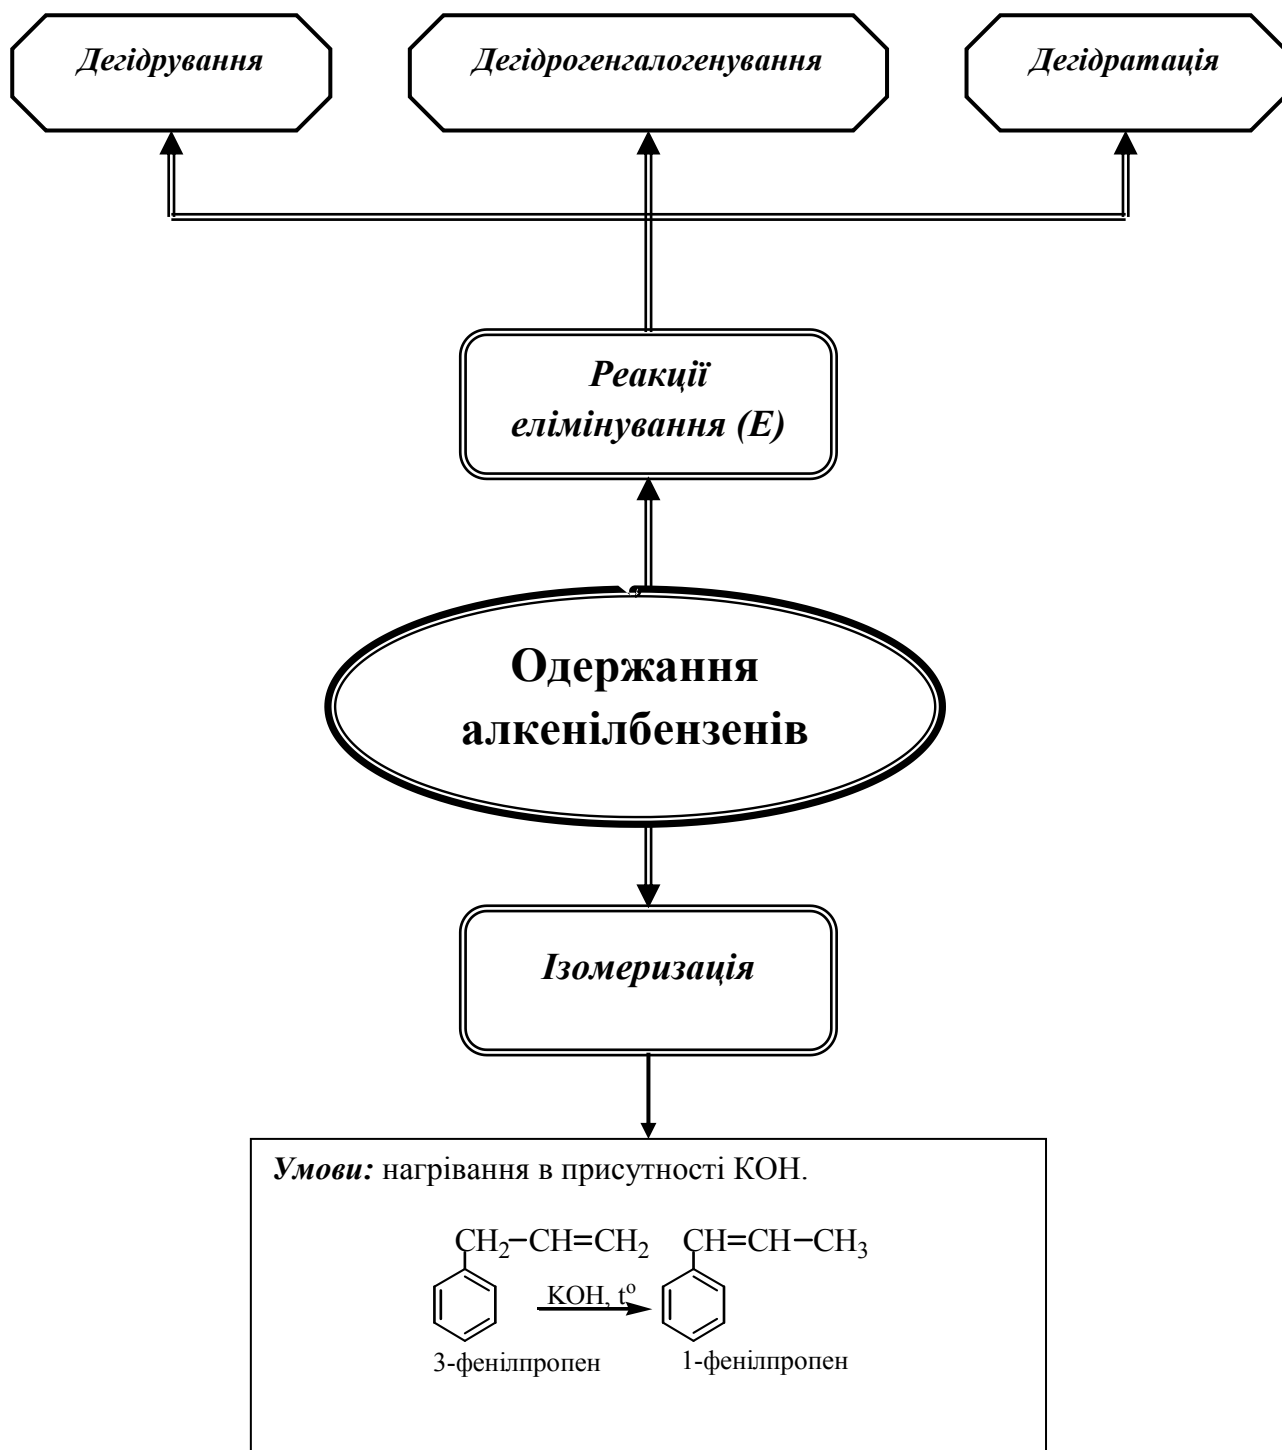 Дегідрування
Дегідрогенгалогенування
Дегідратація
Реакції
елімінування (Е)
Одержання
алкенілбензенів
Ізомеризація
Умови: нагрівання в присутності КОН.
CH₂–CH=CH₂ CH=CH–CH₃
KOH, tº
3-фенілпропен 1-фенілпропен